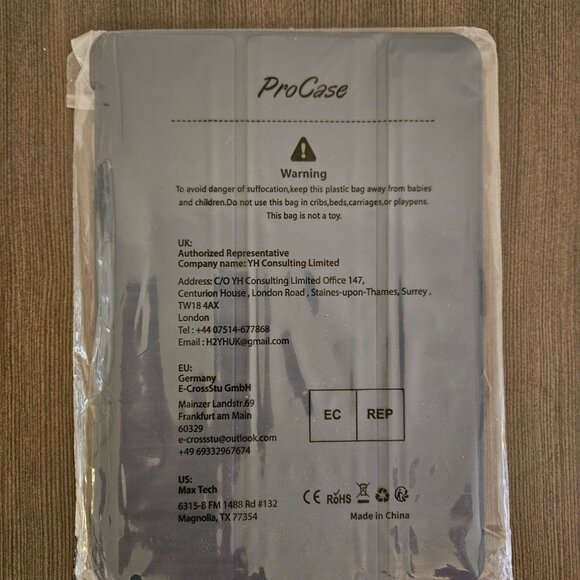 ProCase
Warning
To avoid danger of suffocation,keep this plastic bag away from babies
and children.Do not use this bag in cribs,beds,carriages,or playpens.
This bag is not a toy.
UK:
Authorized Representative
Company name: YH Consulting Limited
Address: C/O YH Consulting Limited Office 147,
Centurion House , London Road , Staines-upon-Thames, Surrey ,
TW18 4AX
London
Tel : +44 07514-677868
Email : H2YHUK@gmail.com
EU:
Germany
E-CrossStu GmbH
Mainzer Landstr.69
Frankfurt am Main
60329
e-crossstu@outlook.com
+49 69332967674
EC REP
US:
Max Tech
6315-B FM 1488 Rd #132
Magnolia, TX 77354
CE RoHS
Made in China